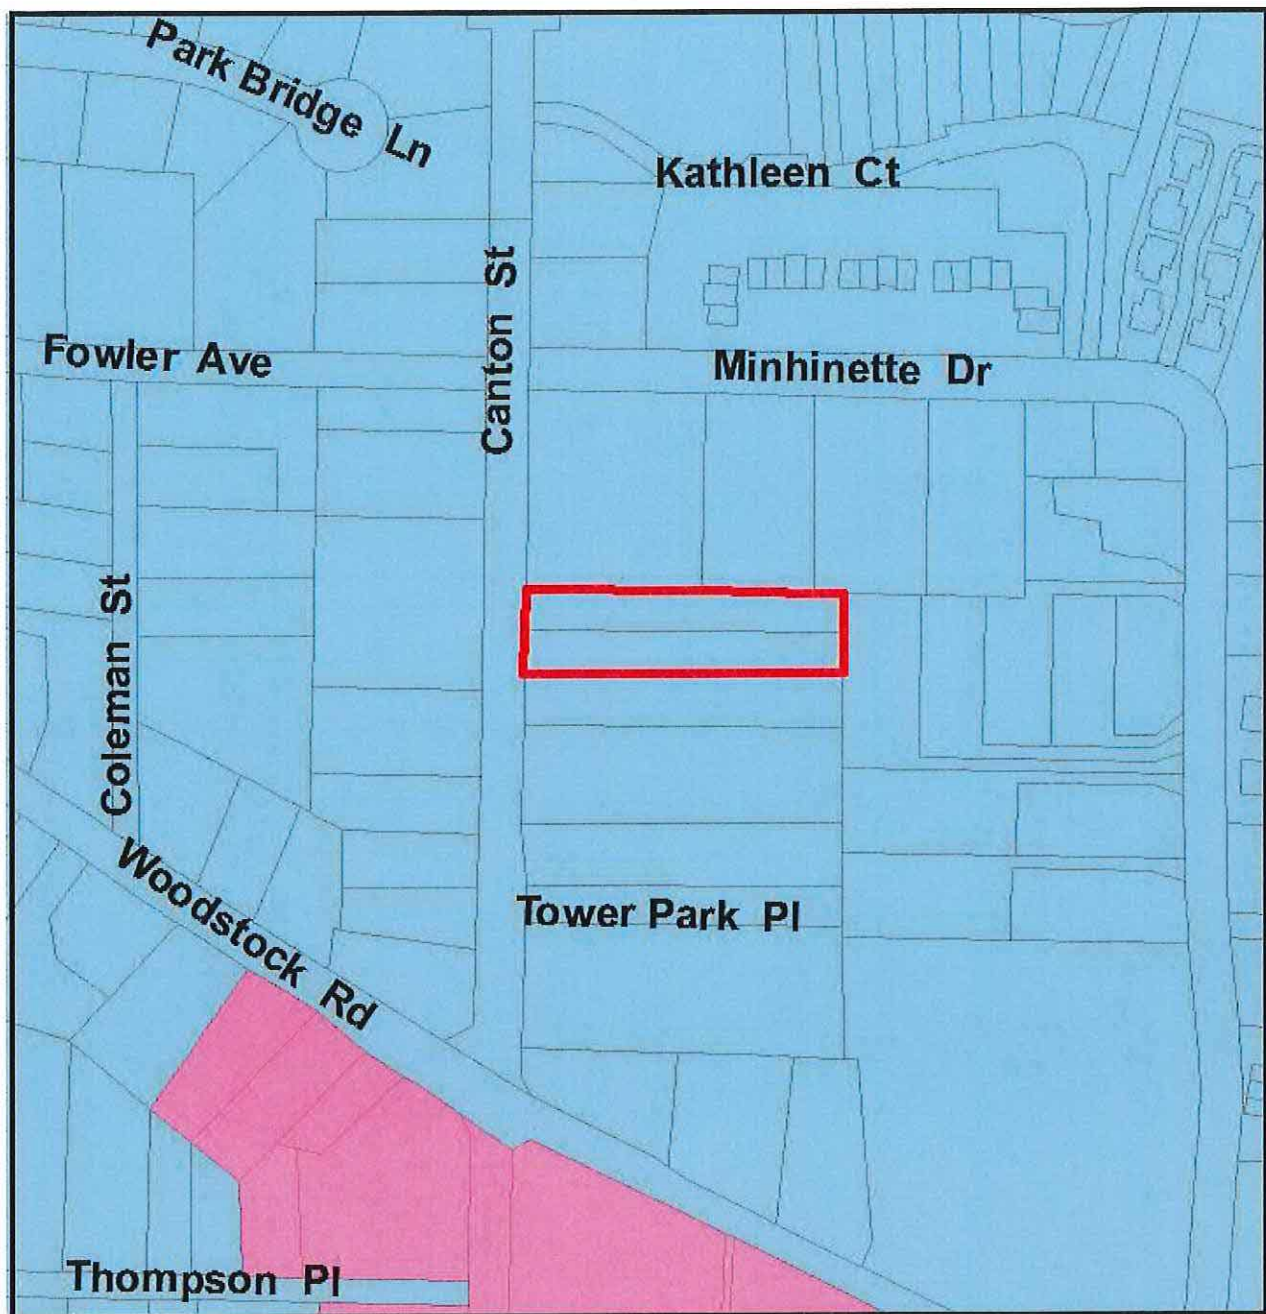 Park Bridge Ln
Kathleen Ct
Canton St
Fowler Ave
Minhinette Dr
Coleman St
Woodstock Rd
Tower Park Pl
Thompson Pl